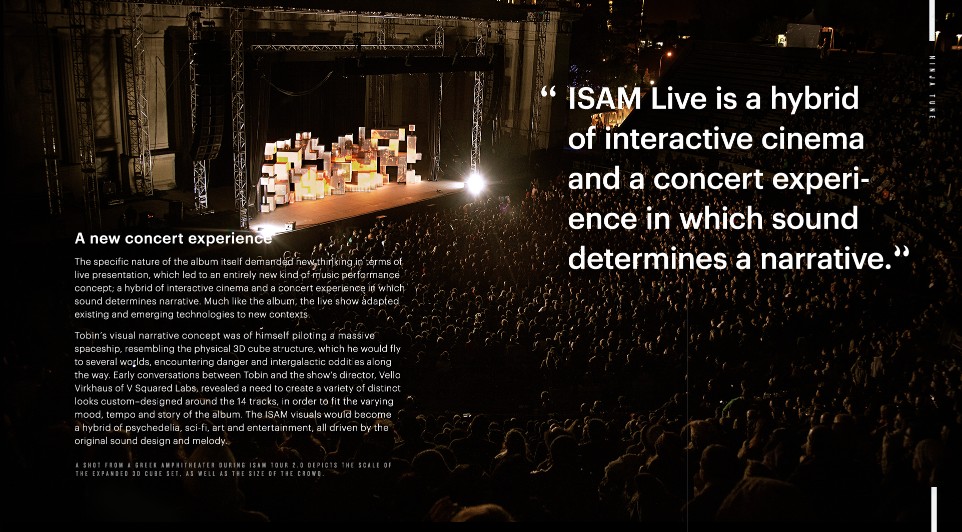 “ ISAM Live is a hybrid
of interactive cinema
and a concert experi-
ence in which sound
determines a narrative.”
NINJA TUNE
A new concert experience
The specific nature of the album itself demanded new thinking in terms of
live presentation, which led to an entirely new kind of music performance
concept; a hybrid of interactive cinema and a concert experience in which
sound determines narrative. Much like the album, the live show adapted
existing and emerging technologies to new contexts.
Tobin's visual narrative concept was of himself piloting a massive
spaceship, resembling the physical 3D cube structure, which he would fly
to several worlds, encountering danger and intergalactic oddities along
the way. Early conversations between Tobin and the show's director, Vello
Virkhaus of V Squared Labs, revealed a need to create a variety of distinct
looks custom–designed around the 14 tracks, in order to fit the varying
mood, tempo and story of the album. The ISAM visuals would become
a hybrid of psychedelia, sci-fi, art and entertainment, all driven by the
original sound design and melody.
A SHOT FROM A GREEK AMPHITHEATER DURING ISAM TOUR 2.0 DEPICTS THE SCALE OF
THE EXPANDED 3D CUBE SET, AS WELL AS THE SIZE OF THE CROWD.